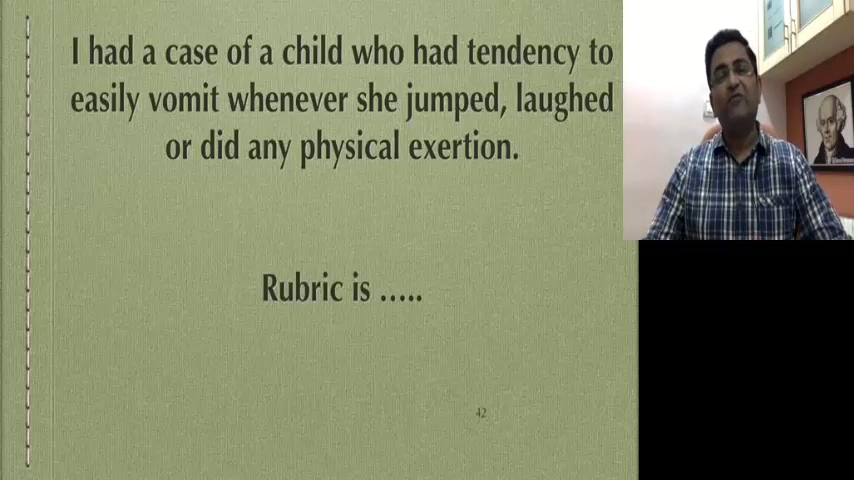 I had a case of a child who had tendency to
easily vomit whenever she jumped, laughed
or did any physical exertion.
Rubric is .....
42